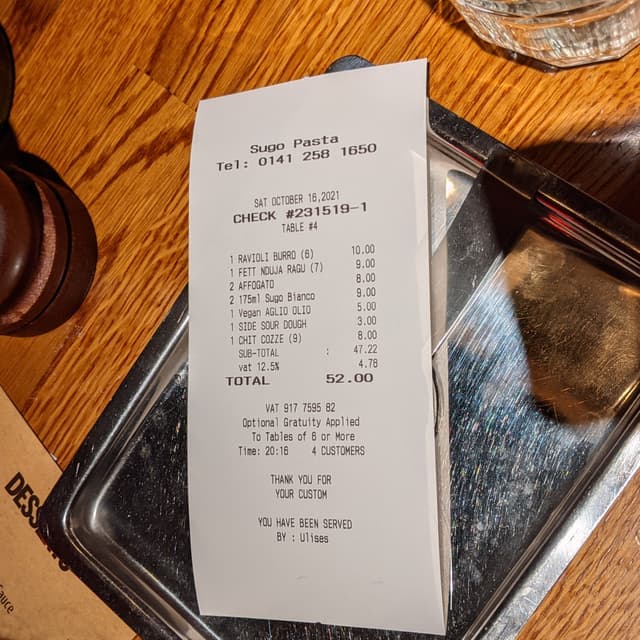 Sugo Pasta
Tel: 0141 258 1650
SAT OCTOBER 16,2021
CHECK #231519-1
TABLE #4
1 RAVIOLI BURRO (6) 10.00
1 FETT NDUJA RAGU (7) 9.00
2 AFFOGATO 8.00
2 175ml Sugo Bianco 9.00
1 Vegan AGLIO OLIO 5.00
1 SIDE SOUR DOUGH 3.00
1 CHIT COZZE (9) 8.00
SUB-TOTAL : 47.22
vat 12.5% 4.78
TOTAL 52.00
VAT 917 7595 82
Optional Gratuity Applied
To Tables of 6 or More
Time: 20:16 4 CUSTOMERS
THANK YOU FOR
YOUR CUSTOM
YOU HAVE BEEN SERVED
BY : Ulises